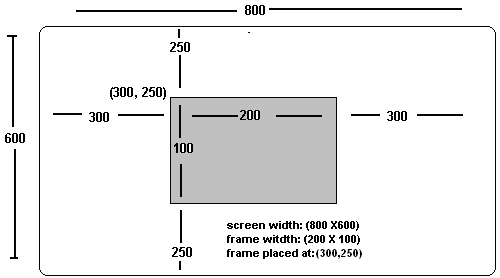 800
250
(300, 250)
300 200 300
600 100
250
screen width: (800 X600)
frame witdth: (200 X 100)
frame placed at:(300,250)